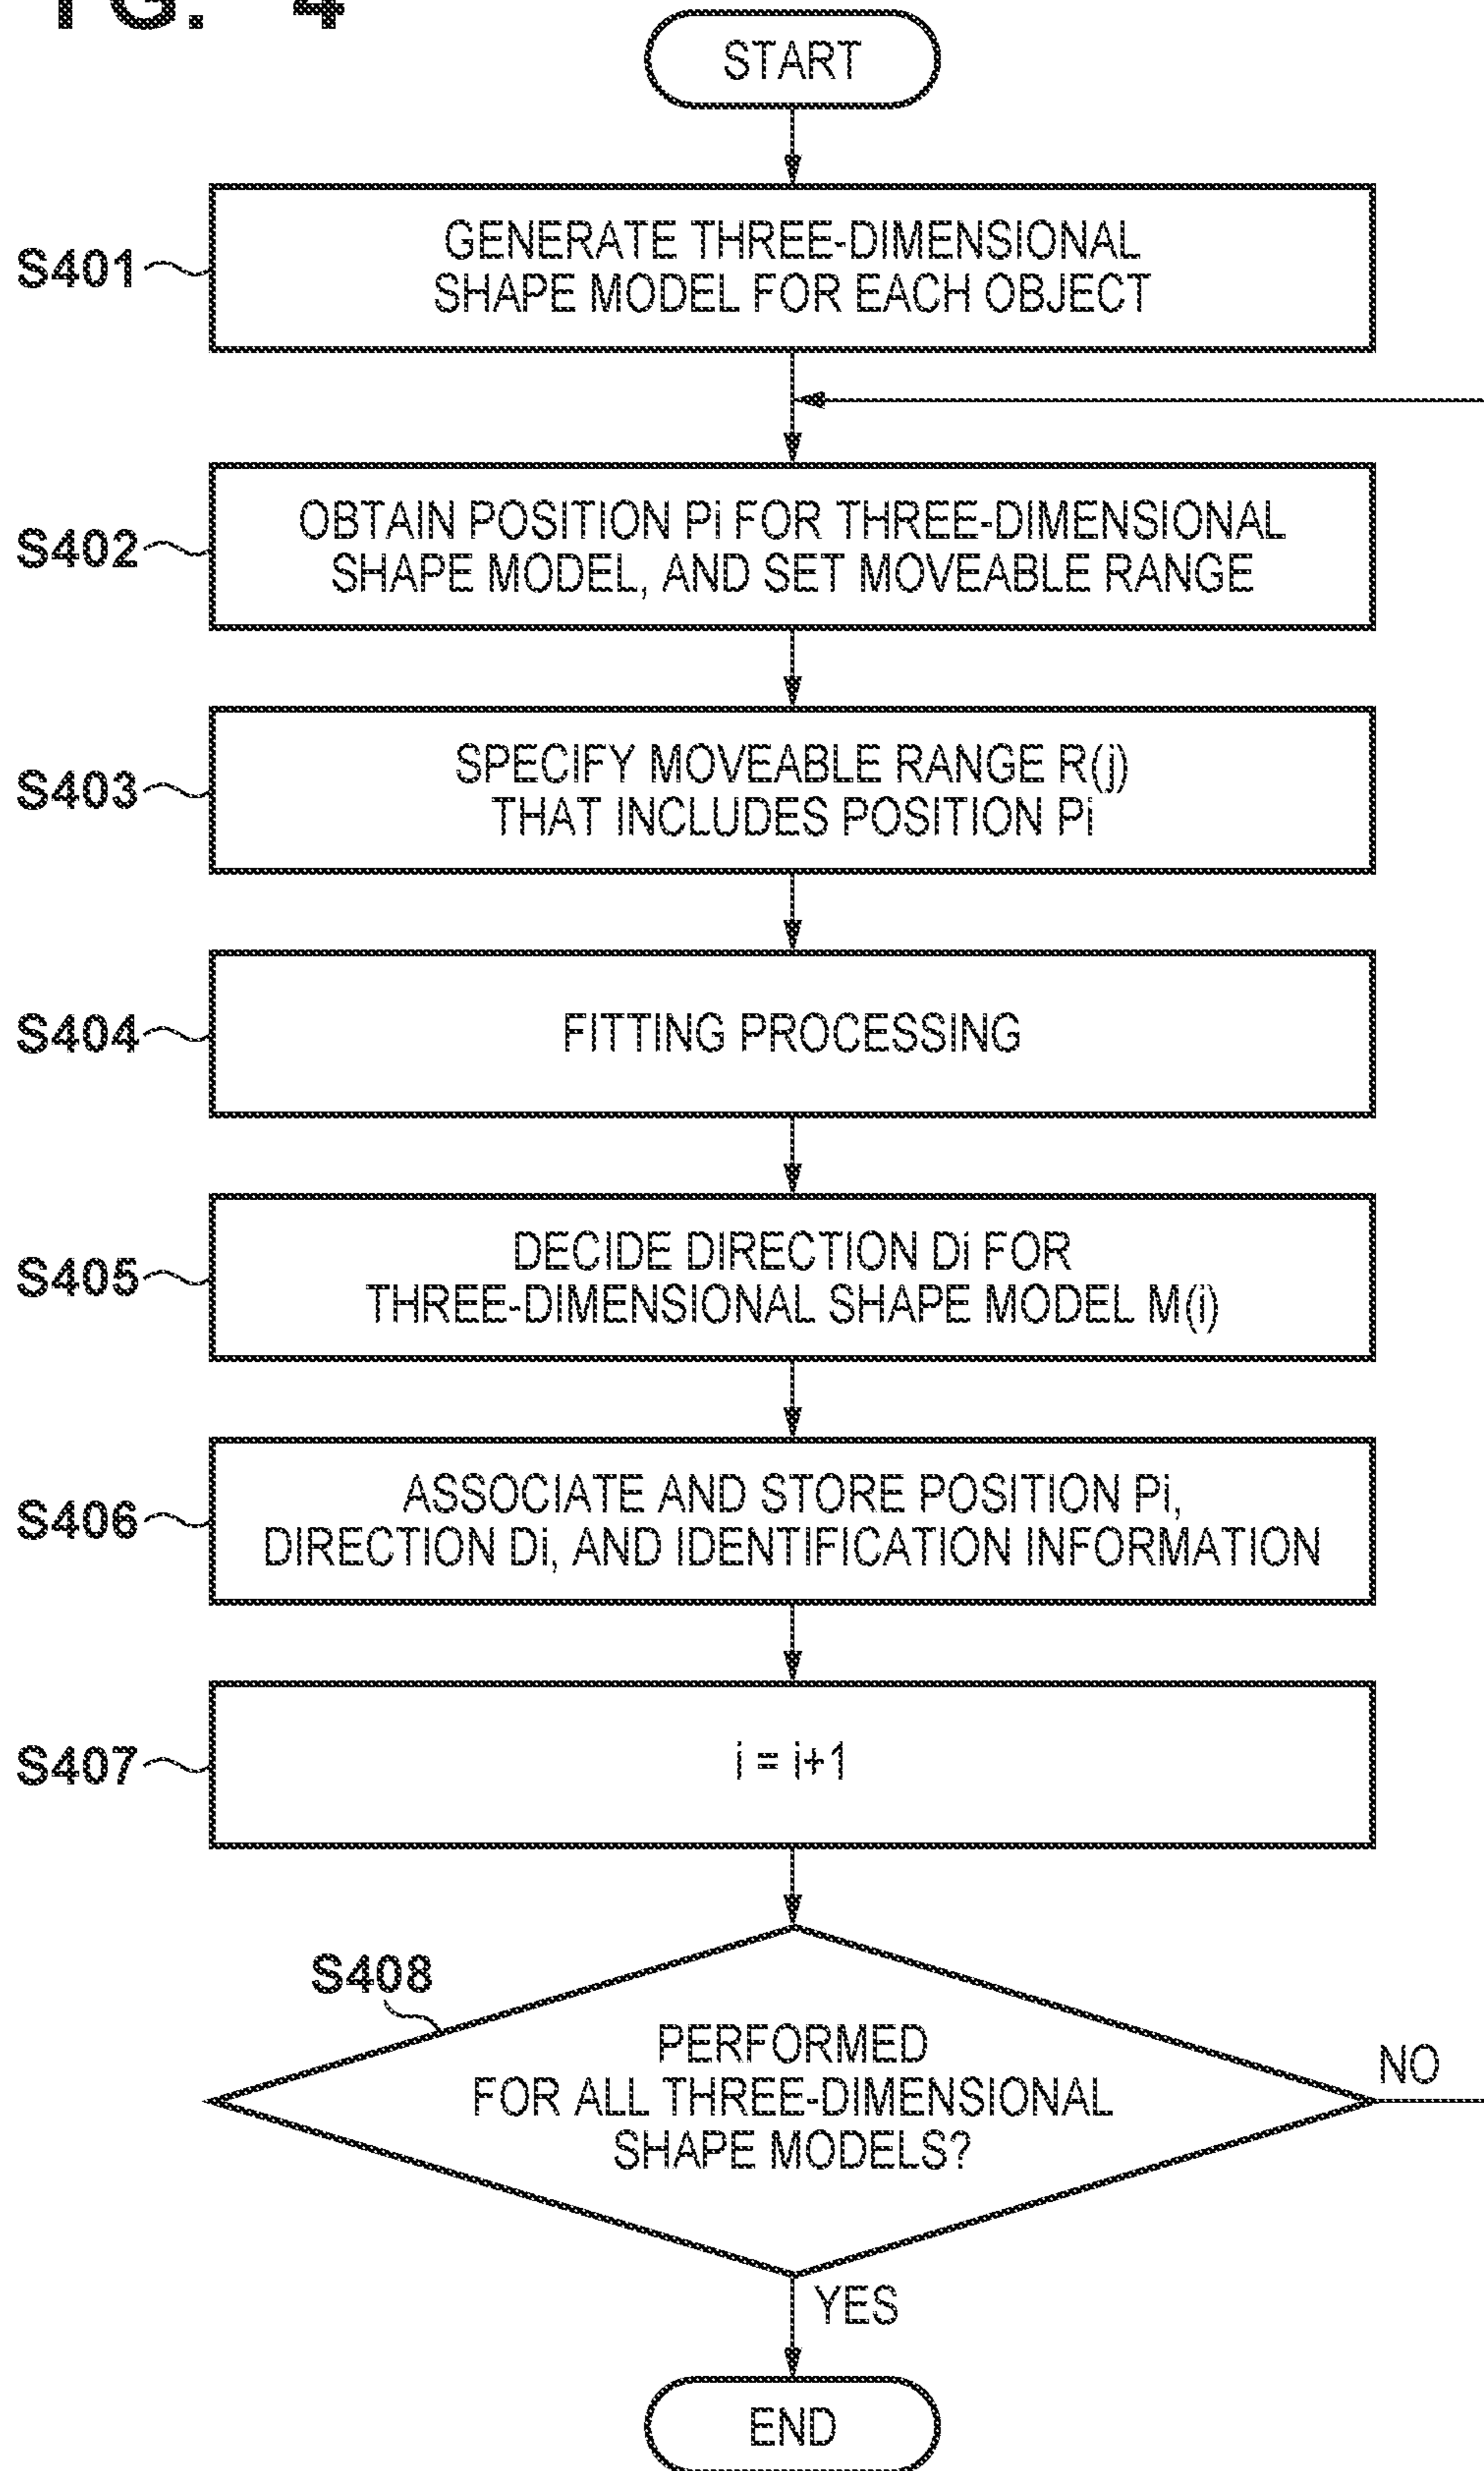 FIG. 4
START
S401
GENERATE THREE-DIMENSIONAL
SHAPE MODEL FOR EACH OBJECT
S402
OBTAIN POSITION Pi FOR THREE-DIMENSIONAL
SHAPE MODEL, AND SET MOVEABLE RANGE
S403
SPECIFY MOVEABLE RANGE R(j)
THAT INCLUDES POSITION Pi
S404
FITTING PROCESSING
S405
DECIDE DIRECTION Di FOR
THREE-DIMENSIONAL SHAPE MODEL M(i)
S406
ASSOCIATE AND STORE POSITION Pi,
DIRECTION Di, AND IDENTIFICATION INFORMATION
S407
i = i+1
S408
PERFORMED
FOR ALL THREE-DIMENSIONAL
SHAPE MODELS?
NO
YES
END